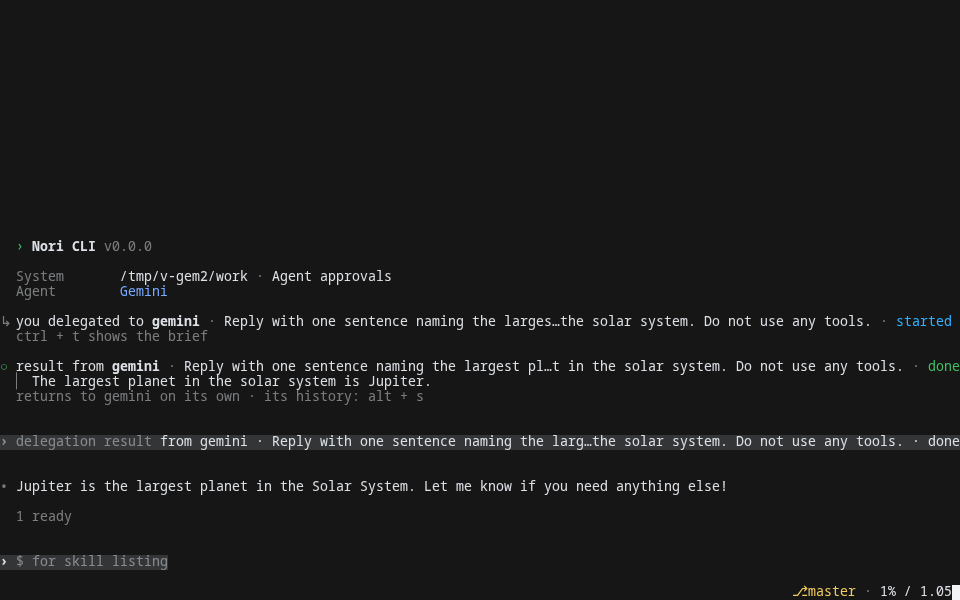 › Nori CLI v0.0.0
System /tmp/v-gem2/work · Agent approvals
Agent Gemini
↳ you delegated to gemini · Reply with one sentence naming the larges…the solar system. Do not use any tools. · started
ctrl + t shows the brief
○ result from gemini · Reply with one sentence naming the largest pl…t in the solar system. Do not use any tools. · done
│ The largest planet in the solar system is Jupiter.
returns to gemini on its own · its history: alt + s
› delegation result from gemini · Reply with one sentence naming the larg…the solar system. Do not use any tools. · done
• Jupiter is the largest planet in the Solar System. Let me know if you need anything else!
1 ready
› $ for skill listing
⎇master · 1% / 1.05